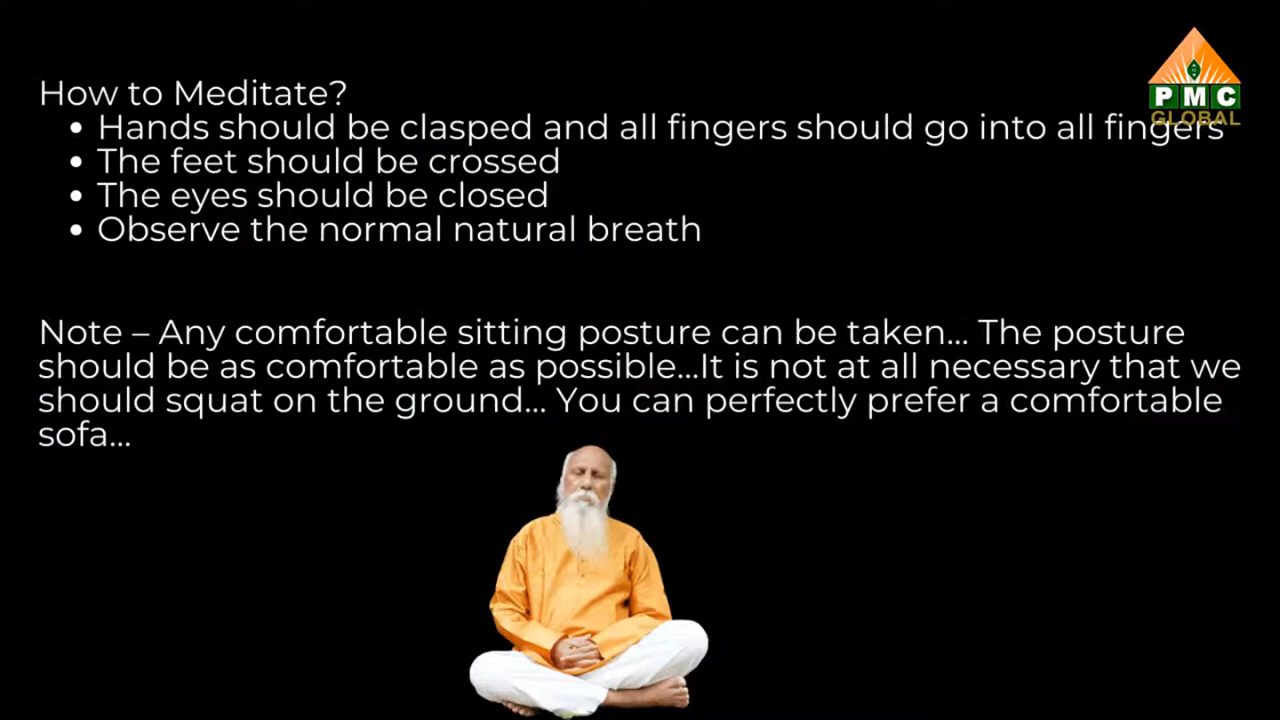 How to Meditate?
• Hands should be clasped and all fingers should go into all fingers
• The feet should be crossed
• The eyes should be closed
• Observe the normal natural breath
Note – Any comfortable sitting posture can be taken... The posture
should be as comfortable as possible...It is not at all necessary that we
should squat on the ground... You can perfectly prefer a comfortable
sofa...
PMC
GLOBAL